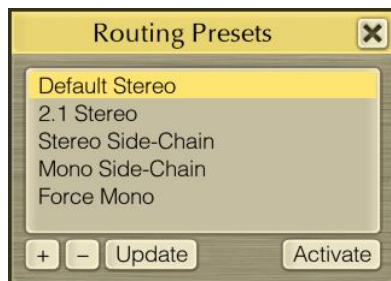 Routing Presets
Default Stereo
2.1 Stereo
Stereo Side-Chain
Mono Side-Chain
Force Mono
+ − Update Activate